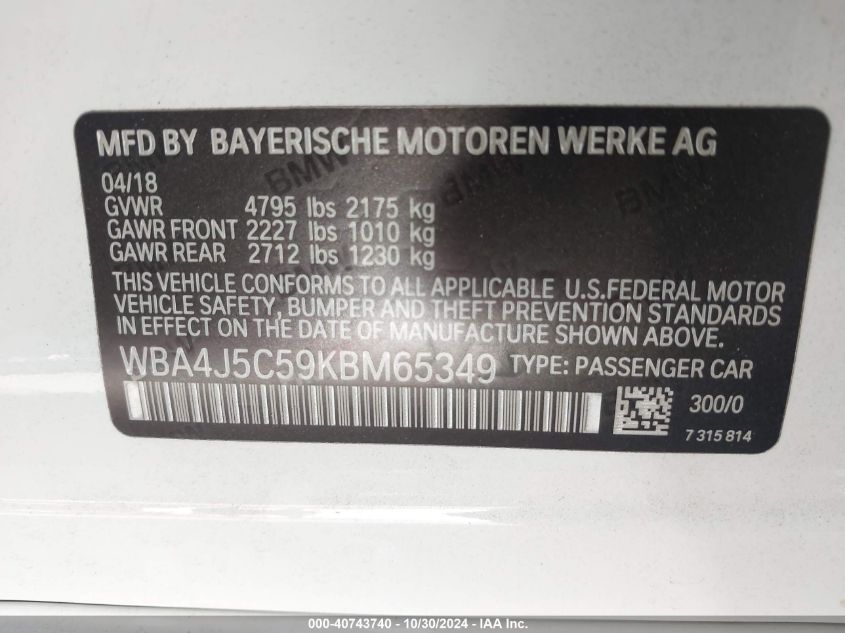 MFD BY BAYERISCHE MOTOREN WERKE AG
04/18
GVWR 4795 lbs 2175 kg
GAWR FRONT 2227 lbs 1010 kg
GAWR REAR 2712 lbs 1230 kg
THIS VEHICLE CONFORMS TO ALL APPLICABLE U.S.FEDERAL MOTOR
VEHICLE SAFETY, BUMPER AND THEFT PREVENTION STANDARDS
IN EFFECT ON THE DATE OF MANUFACTURE SHOWN ABOVE.
WBA4J5C59KBM65349 TYPE: PASSENGER CAR
300/0
7 315 814
000-40743740 - 10/30/2024 - IAA Inc.